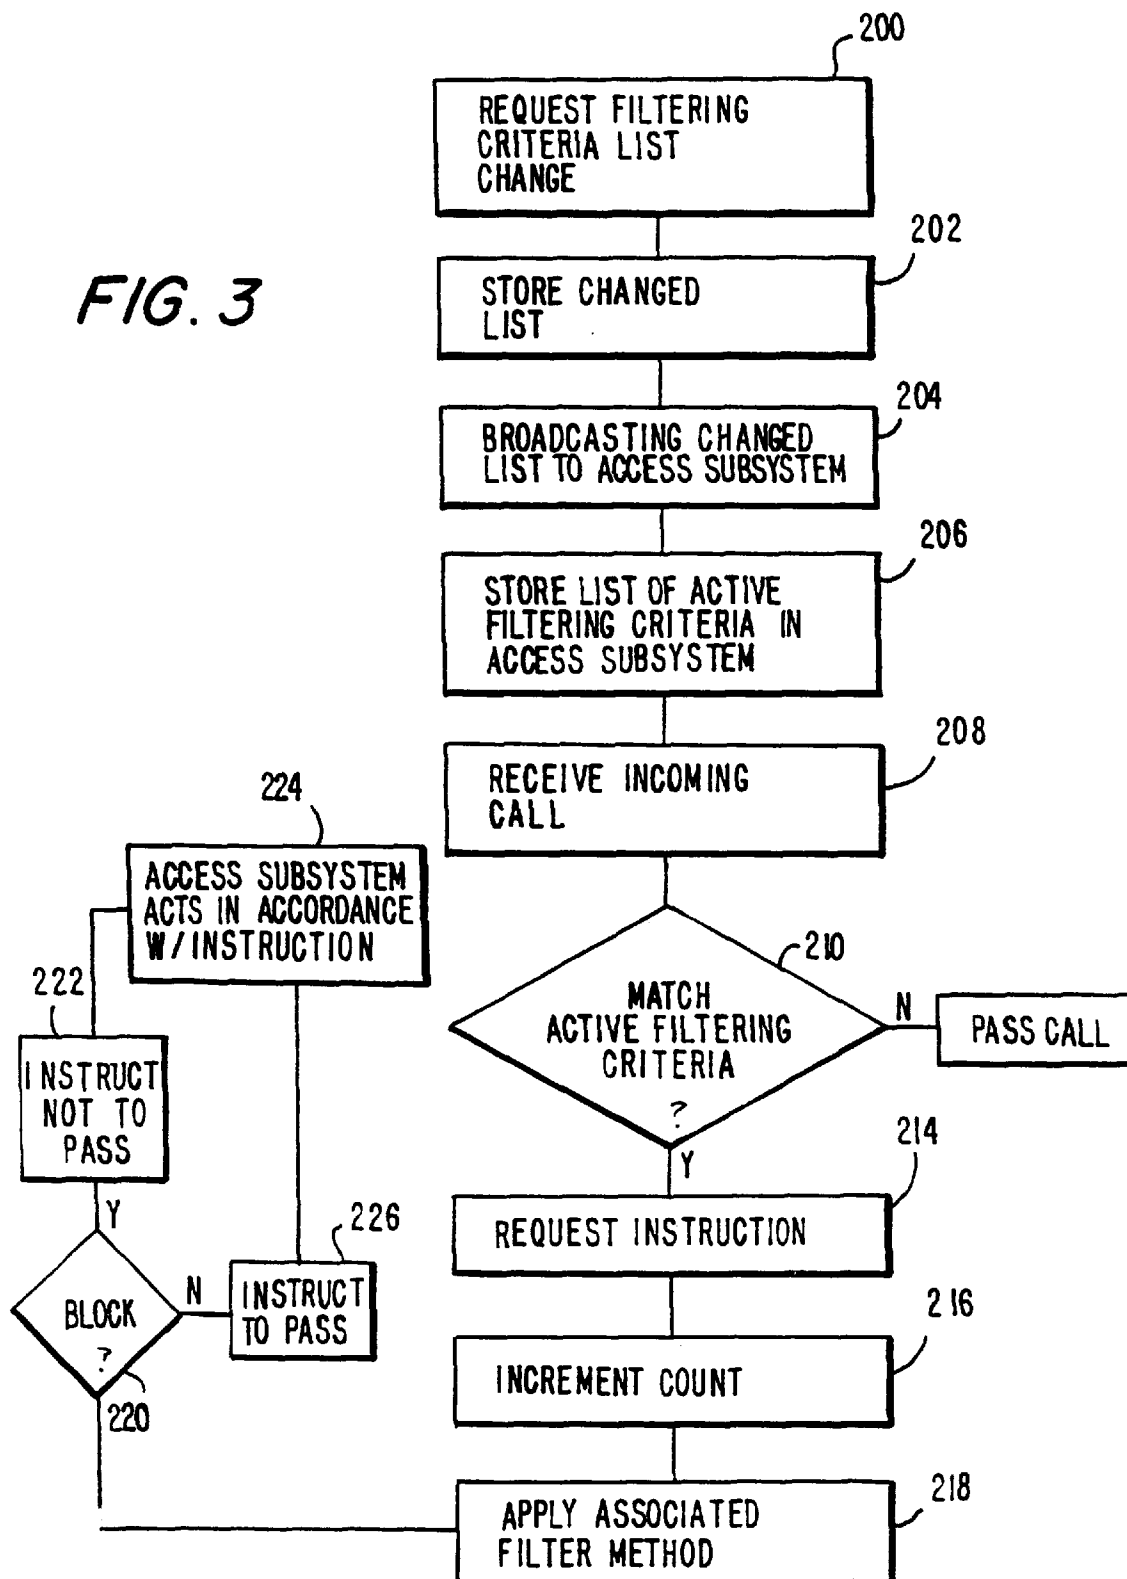 FIG. 3
200
REQUEST FILTERING
CRITERIA LIST
CHANGE
202
STORE CHANGED
LIST
204
BROADCASTING CHANGED
LIST TO ACCESS SUBSYSTEM
206
STORE LIST OF ACTIVE
FILTERING CRITERIA IN
ACCESS SUBSYSTEM
208
RECEIVE INCOMING
CALL
210
MATCH
ACTIVE FILTERING
CRITERIA
?
N
PASS CALL
Y
214
REQUEST INSTRUCTION
216
INCREMENT COUNT
218
APPLY ASSOCIATED
FILTER METHOD
220
BLOCK
?
N
226
INSTRUCT
TO PASS
Y
222
INSTRUCT
NOT TO
PASS
224
ACCESS SUBSYSTEM
ACTS IN ACCORDANCE
W/INSTRUCTION